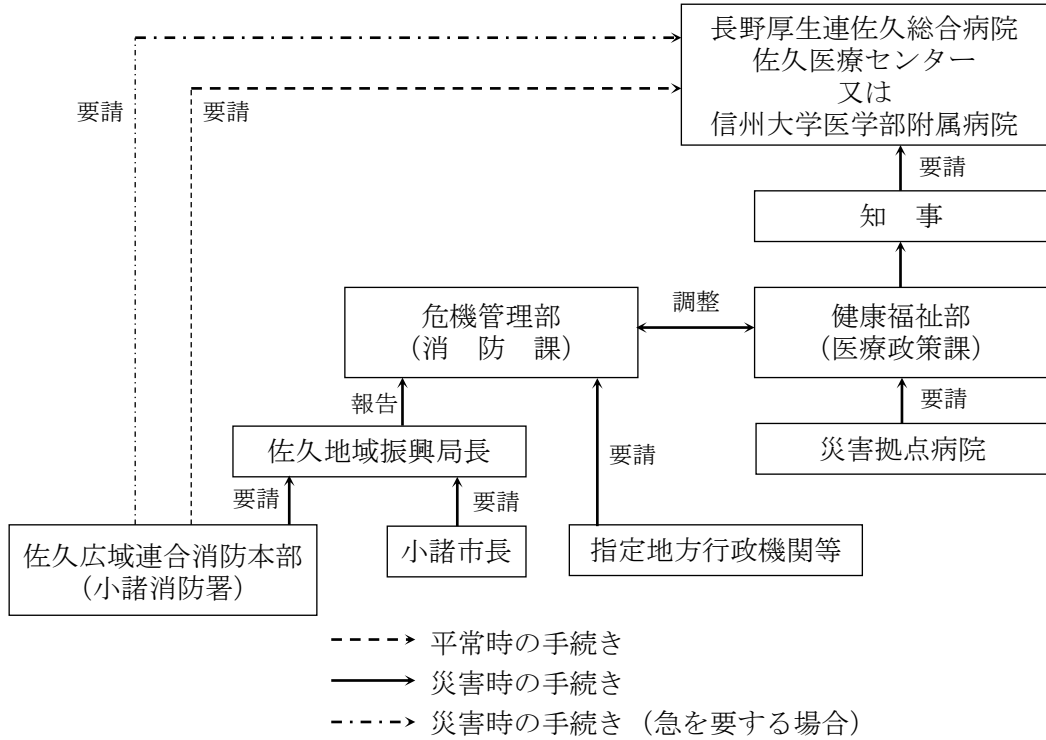 長野厚生連佐久総合病院
佐久医療センター
又は
信州大学医学部附属病院
要請
要請
要請
知　事
危機管理部
（消　防　課）
調整
健康福祉部
（医療政策課）
報告
要請
佐久地域振興局長
要請
災害拠点病院
要請
要請
佐久広域連合消防本部
（小諸消防署）
小諸市長
指定地方行政機関等
平常時の手続き
災害時の手続き
災害時の手続き（急を要する場合）